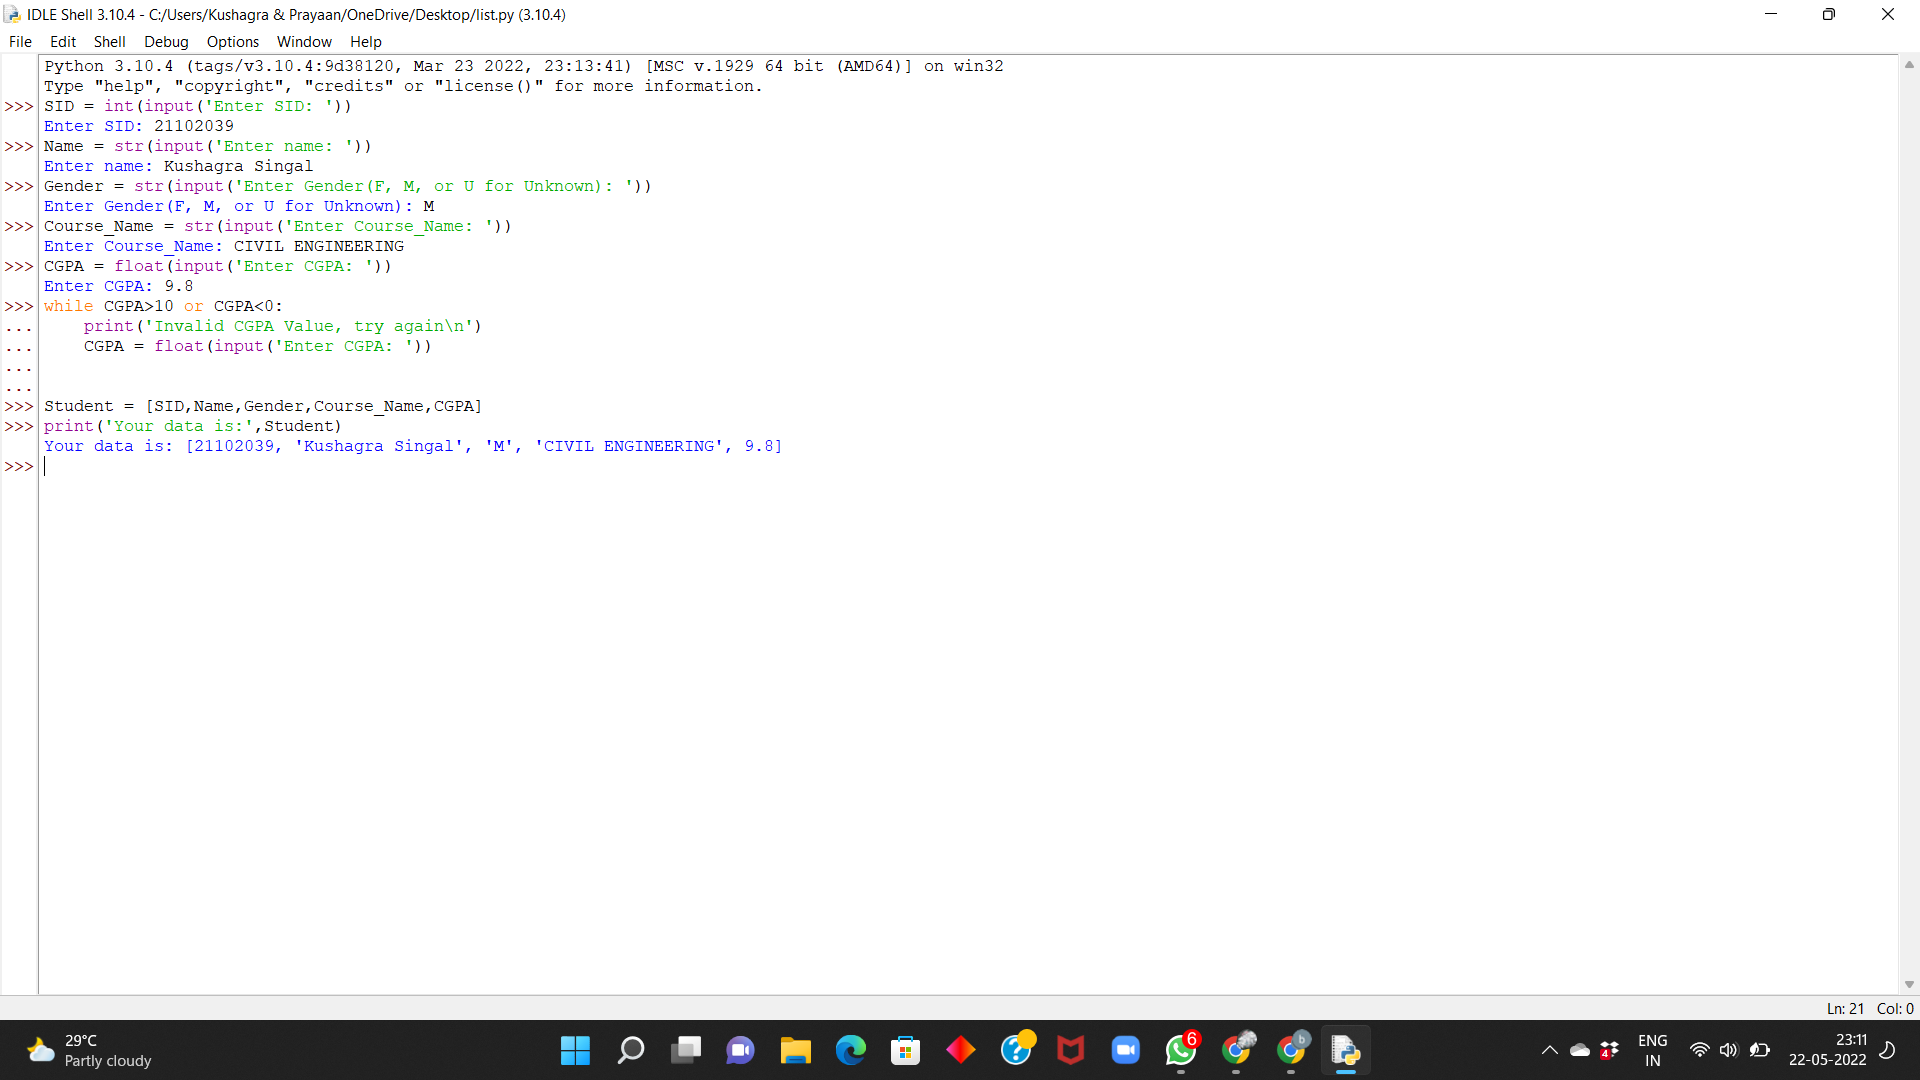 IDLE Shell 3.10.4 - C:/Users/Kushagra & Prayaan/OneDrive/Desktop/list.py (3.10.4)
File Edit Shell Debug Options Window Help
Python 3.10.4 (tags/v3.10.4:9d38120, Mar 23 2022, 23:13:41) [MSC v.1929 64 bit (AMD64)] on win32
Type "help", "copyright", "credits" or "license()" for more information.
>>> SID = int(input('Enter SID: '))
Enter SID: 21102039
>>> Name = str(input('Enter name: '))
Enter name: Kushagra Singal
>>> Gender = str(input('Enter Gender(F, M, or U for Unknown): '))
Enter Gender(F, M, or U for Unknown): M
>>> Course_Name = str(input('Enter Course_Name: '))
Enter Course_Name: CIVIL ENGINEERING
>>> CGPA = float(input('Enter CGPA: '))
Enter CGPA: 9.8
>>> while CGPA>10 or CGPA<0:
...     print('Invalid CGPA Value, try again\n')
...     CGPA = float(input('Enter CGPA: '))
...
...
>>> Student = [SID,Name,Gender,Course_Name,CGPA]
>>> print('Your data is:',Student)
Your data is: [21102039, 'Kushagra Singal', 'M', 'CIVIL ENGINEERING', 9.8]
>>>
Ln: 21 Col: 0
29°C
Partly cloudy
6
b
4
ENG
IN
23:11
22-05-2022